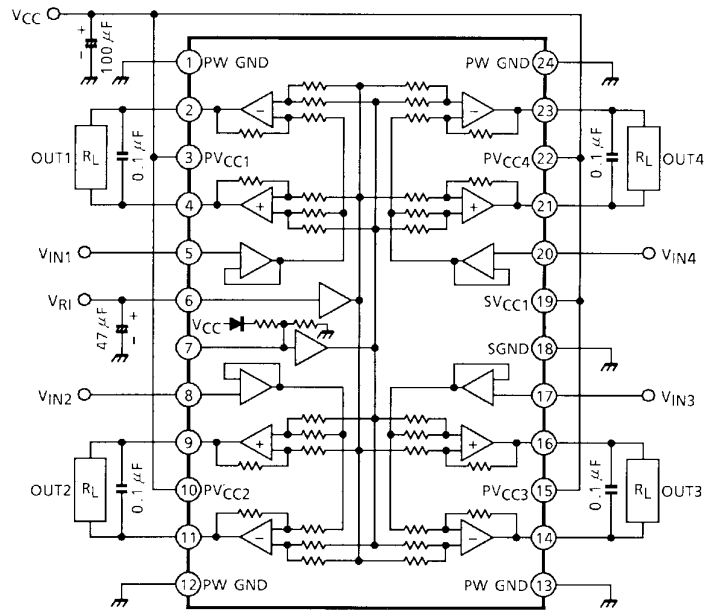 VCC
100 μF
− +
1 PW GND
PW GND 24
2
−
−
23
OUT1
RL
0.1 μF
3 PVCC1
PVCC4 22
0.1 μF
RL
OUT4
4
+
+
21
VIN1
5
20
VIN4
VRI
6
SVCC1 19
47 μF
+
−
VCC
7
SGND 18
VIN2
8
17
VIN3
9
+
+
16
OUT2
RL
0.1 μF
10 PVCC2
PVCC3 15
0.1 μF
RL
OUT3
11
−
−
14
12 PW GND
PW GND 13